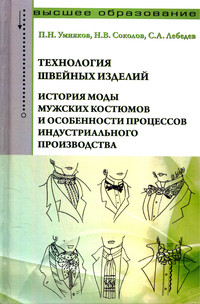 высшее образование
П.Н. Умняков, Н.В. Соколов, С.А. Лебедев
ТЕХНОЛОГИЯ
ШВЕЙНЫХ ИЗДЕЛИЙ
ИСТОРИЯ МОДЫ
МУЖСКИХ КОСТЮМОВ
И ОСОБЕННОСТИ ПРОЦЕССОВ
ИНДУСТРИАЛЬНОГО
ПРОИЗВОДСТВА